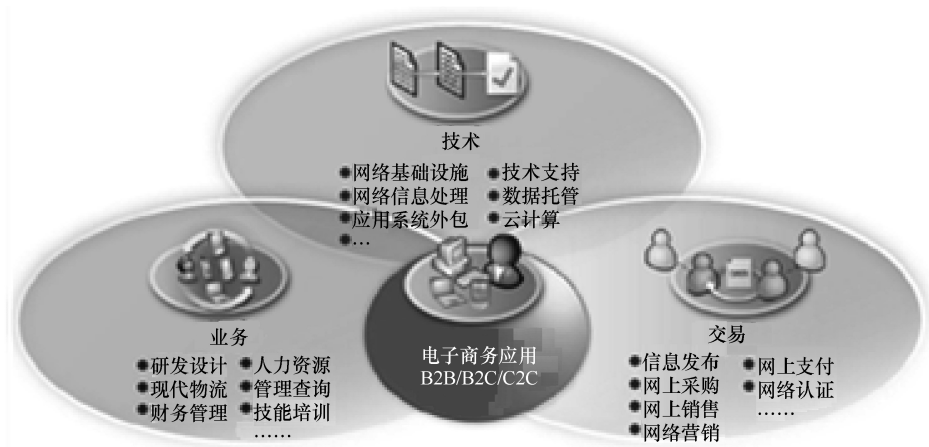 技术
●网络基础设施 ●技术支持
●网络信息处理 ●数据托管
●应用系统外包 ●云计算
●…
业务
●研发设计 ●人力资源
●现代物流 ●管理查询
●财务管理 ●技能培训
……
电子商务应用
B2B/B2C/C2C
交易
●信息发布 ●网上支付
●网上采购 ●网络认证
●网上销售 ……
●网络营销